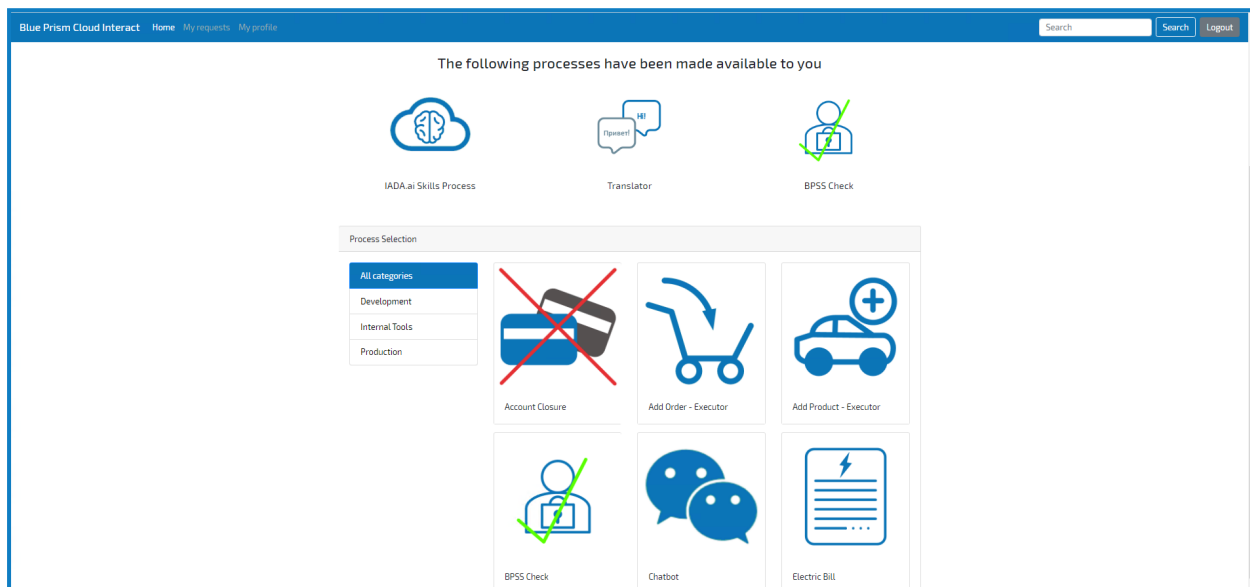 Blue Prism Cloud Interact Home My requests My profile Search Search Logout
The following processes have been made available to you
Hi!
Привет!
IADA.ai Skills Process Translator BPSS Check
Process Selection
All categories
Development
Internal Tools
Production
Account Closure Add Order - Executor Add Product - Executor
BPSS Check Chatbot Electric Bill